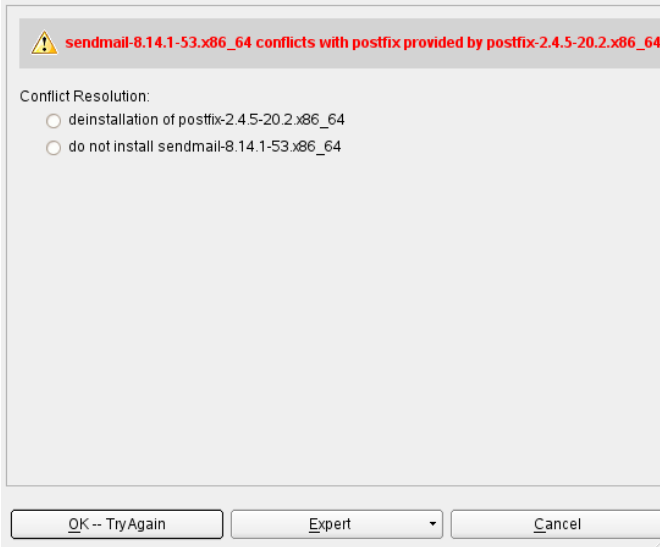 sendmail-8.14.1-53.x86_64 conflicts with postfix provided by postfix-2.4.5-20.2.x86_64
Conflict Resolution:
deinstallation of postfix-2.4.5-20.2.x86_64
do not install sendmail-8.14.1-53.x86_64
OK -- Try Again
Expert
Cancel